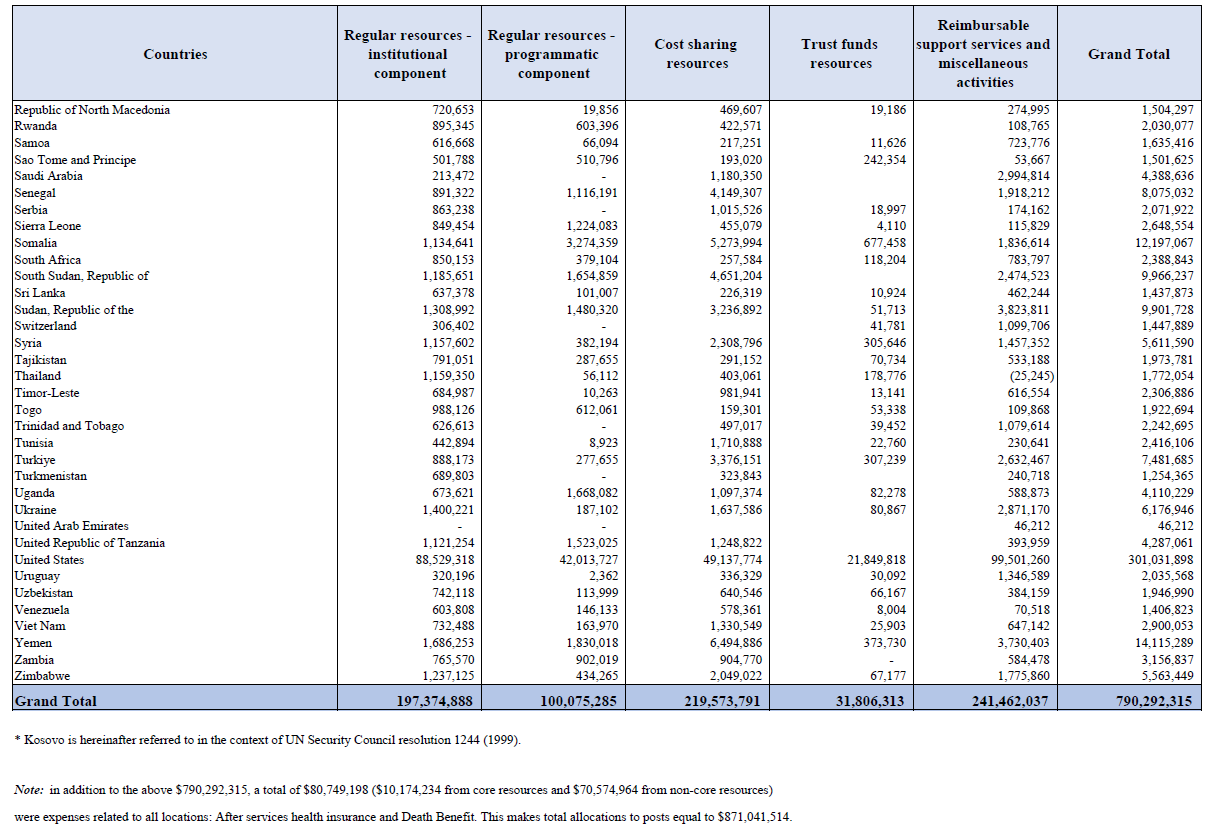 Countries Regular resources - institutional component Regular resources - programmatic component Cost sharing resources Trust funds resources Reimbursable support services and miscellaneous activities Grand Total
Republic of North Macedonia 720,653 19,856 469,607 19,186 274,995 1,504,297
Rwanda 895,345 603,396 422,571 108,765 2,030,077
Samoa 616,668 66,094 217,251 11,626 723,776 1,635,416
Sao Tome and Principe 501,788 510,796 193,020 242,354 53,667 1,501,625
Saudi Arabia 213,472 - 1,180,350 2,994,814 4,388,636
Senegal 891,322 1,116,191 4,149,307 1,918,212 8,075,032
Serbia 863,238 - 1,015,526 18,997 174,162 2,071,922
Sierra Leone 849,454 1,224,083 455,079 4,110 115,829 2,648,554
Somalia 1,134,641 3,274,359 5,273,994 677,458 1,836,614 12,197,067
South Africa 850,153 379,104 257,584 118,204 783,797 2,388,843
South Sudan, Republic of 1,185,651 1,654,859 4,651,204 2,474,523 9,966,237
Sri Lanka 637,378 101,007 226,319 10,924 462,244 1,437,873
Sudan, Republic of the 1,308,992 1,480,320 3,236,892 51,713 3,823,811 9,901,728
Switzerland 306,402 - 41,781 1,099,706 1,447,889
Syria 1,157,602 382,194 2,308,796 305,646 1,457,352 5,611,590
Tajikistan 791,051 287,655 291,152 70,734 533,188 1,973,781
Thailand 1,159,350 56,112 403,061 178,776 (25,245) 1,772,054
Timor-Leste 684,987 10,263 981,941 13,141 616,554 2,306,886
Togo 988,126 612,061 159,301 53,338 109,868 1,922,694
Trinidad and Tobago 626,613 - 497,017 39,452 1,079,614 2,242,695
Tunisia 442,894 8,923 1,710,888 22,760 230,641 2,416,106
Turkiye 888,173 277,655 3,376,151 307,239 2,632,467 7,481,685
Turkmenistan 689,803 - 323,843 240,718 1,254,365
Uganda 673,621 1,668,082 1,097,374 82,278 588,873 4,110,229
Ukraine 1,400,221 187,102 1,637,586 80,867 2,871,170 6,176,946
United Arab Emirates - - 46,212 46,212
United Republic of Tanzania 1,121,254 1,523,025 1,248,822 393,959 4,287,061
United States 88,529,318 42,013,727 49,137,774 21,849,818 99,501,260 301,031,898
Uruguay 320,196 2,362 336,329 30,092 1,346,589 2,035,568
Uzbekistan 742,118 113,999 640,546 66,167 384,159 1,946,990
Venezuela 603,808 146,133 578,361 8,004 70,518 1,406,823
Viet Nam 732,488 163,970 1,330,549 25,903 647,142 2,900,053
Yemen 1,686,253 1,830,018 6,494,886 373,730 3,730,403 14,115,289
Zambia 765,570 902,019 904,770 - 584,478 3,156,837
Zimbabwe 1,237,125 434,265 2,049,022 67,177 1,775,860 5,563,449
Grand Total 197,374,888 100,075,285 219,573,791 31,806,313 241,462,037 790,292,315
* Kosovo is hereinafter referred to in the context of UN Security Council resolution 1244 (1999).
Note: in addition to the above $790,292,315, a total of $80,749,198 ($10,174,234 from core resources and $70,574,964 from non-core resources)
were expenses related to all locations: After services health insurance and Death Benefit. This makes total allocations to posts equal to $871,041,514.